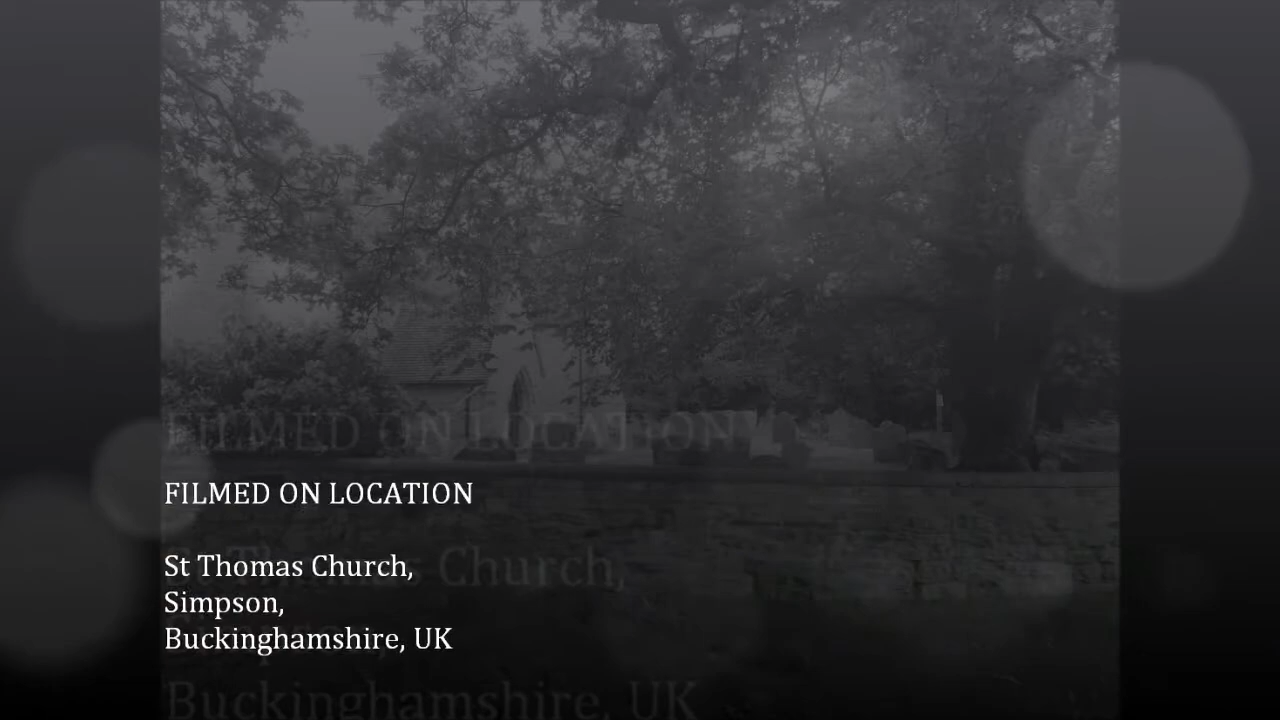 FILMED ON LOCATION
St Thomas Church,
Simpson,
Buckinghamshire, UK